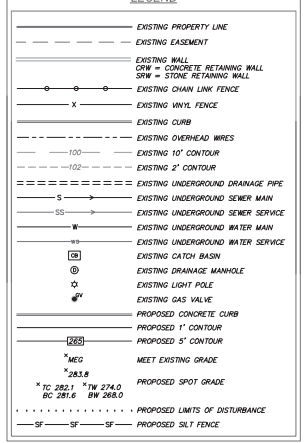 LEGEND
EXISTING PROPERTY LINE
EXISTING EASEMENT
EXISTING WALL
CRW = CONCRETE RETAINING WALL
SRW = STONE RETAINING WALL
EXISTING CHAIN LINK FENCE
X EXISTING VINYL FENCE
EXISTING CURB
EXISTING OVERHEAD WIRES
100 EXISTING 10' CONTOUR
102 EXISTING 2' CONTOUR
EXISTING UNDERGROUND DRAINAGE PIPE
S EXISTING UNDERGROUND SEWER MAIN
SS EXISTING UNDERGROUND SEWER SERVICE
W EXISTING UNDERGROUND WATER MAIN
WS EXISTING UNDERGROUND WATER SERVICE
CB EXISTING CATCH BASIN
D EXISTING DRAINAGE MANHOLE
EXISTING LIGHT POLE
GV EXISTING GAS VALVE
PROPOSED CONCRETE CURB
PROPOSED 1' CONTOUR
265 PROPOSED 5' CONTOUR
×MEG MEET EXISTING GRADE
×283.8
×TC 282.1 ×TW 274.0 PROPOSED SPOT GRADE
BC 281.6 BW 268.0
PROPOSED LIMITS OF DISTURBANCE
SF SF SF PROPOSED SILT FENCE